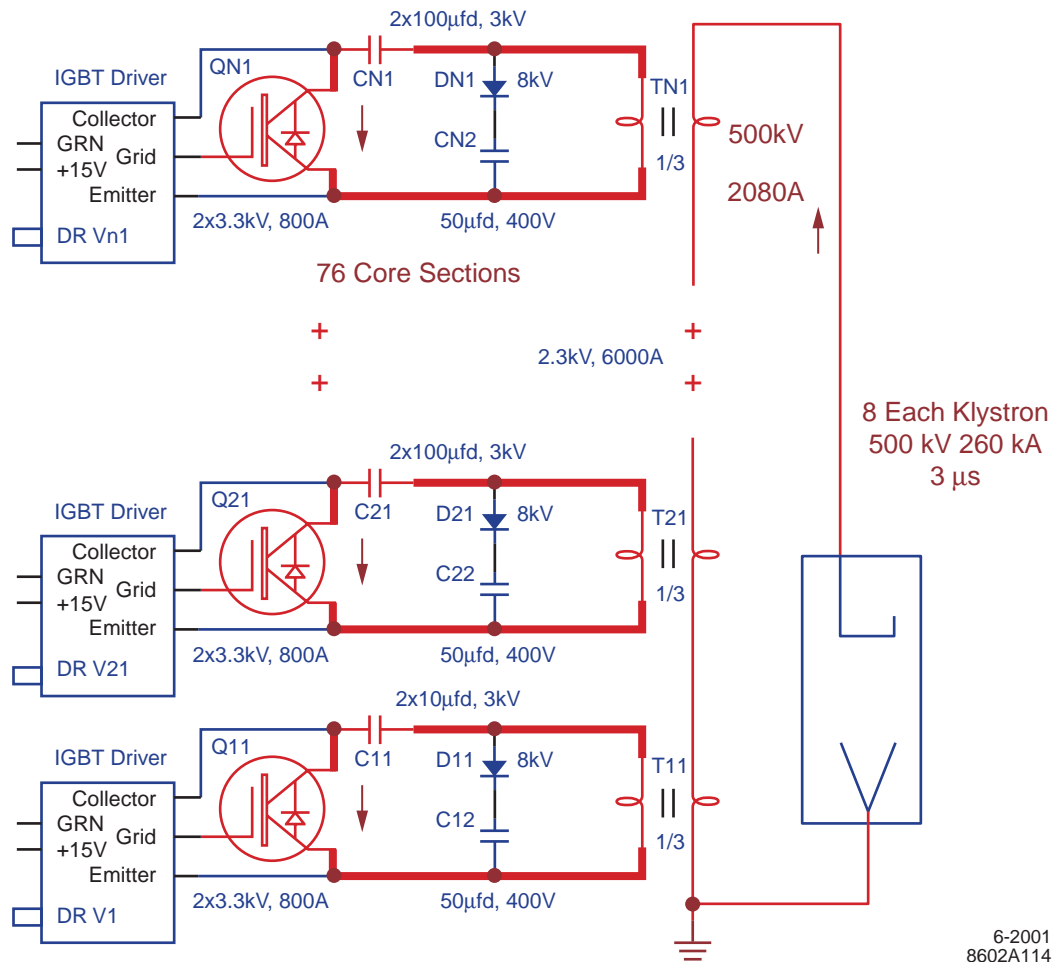 2x100µfd, 3kV
QN1
CN1
DN1
8kV
TN1
IGBT Driver
Collector
GRN
Grid
+15V
Emitter
DR Vn1
CN2
1/3
500kV
2080A
2x3.3kV, 800A
50µfd, 400V
76 Core Sections
+
+
2.3kV, 6000A
+
+
8 Each Klystron
500 kV 260 kA
3 µs
2x100µfd, 3kV
Q21
C21
D21
8kV
T21
IGBT Driver
Collector
GRN
Grid
+15V
Emitter
DR V21
C22
1/3
2x3.3kV, 800A
50µfd, 400V
2x10µfd, 3kV
Q11
C11
D11
8kV
T11
IGBT Driver
Collector
GRN
Grid
+15V
Emitter
DR V1
C12
1/3
2x3.3kV, 800A
50µfd, 400V
6-2001
8602A114